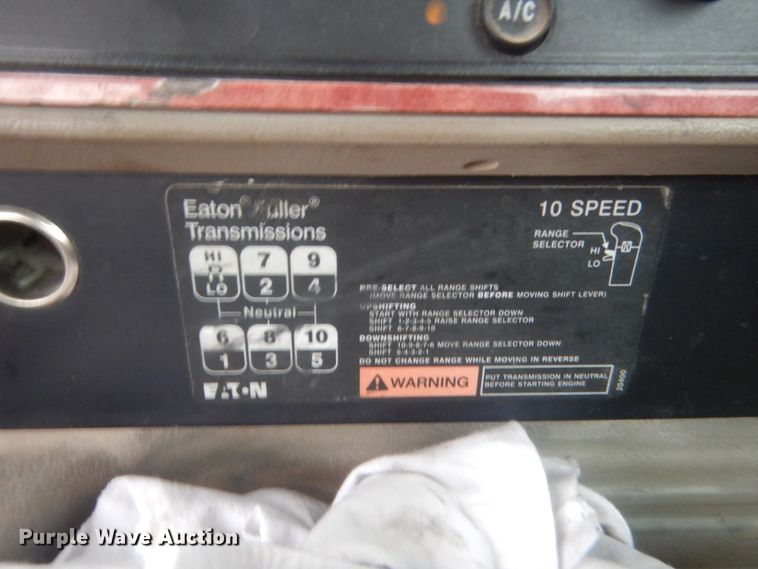 A/C
Eaton® Fuller®
Transmissions
10 SPEED
RANGE
SELECTOR
HI
LO
HI 7 9
R
LO 2 4
Neutral
6 8 10
1 3 5
EATON
PRE-SELECT ALL RANGE SHIFTS
(MOVE RANGE SELECTOR BEFORE MOVING SHIFT LEVER)
UPSHIFTING
START WITH RANGE SELECTOR DOWN
SHIFT 1-2-3-4-5 RAISE RANGE SELECTOR
SHIFT 6-7-8-9-10
DOWNSHIFTING
SHIFT 10-9-8-7-6 MOVE RANGE SELECTOR DOWN
SHIFT 5-4-3-2-1
DO NOT CHANGE RANGE WHILE MOVING IN REVERSE
WARNING
PUT TRANSMISSION IN NEUTRAL
BEFORE STARTING ENGINE
20400
Purple Wave Auction